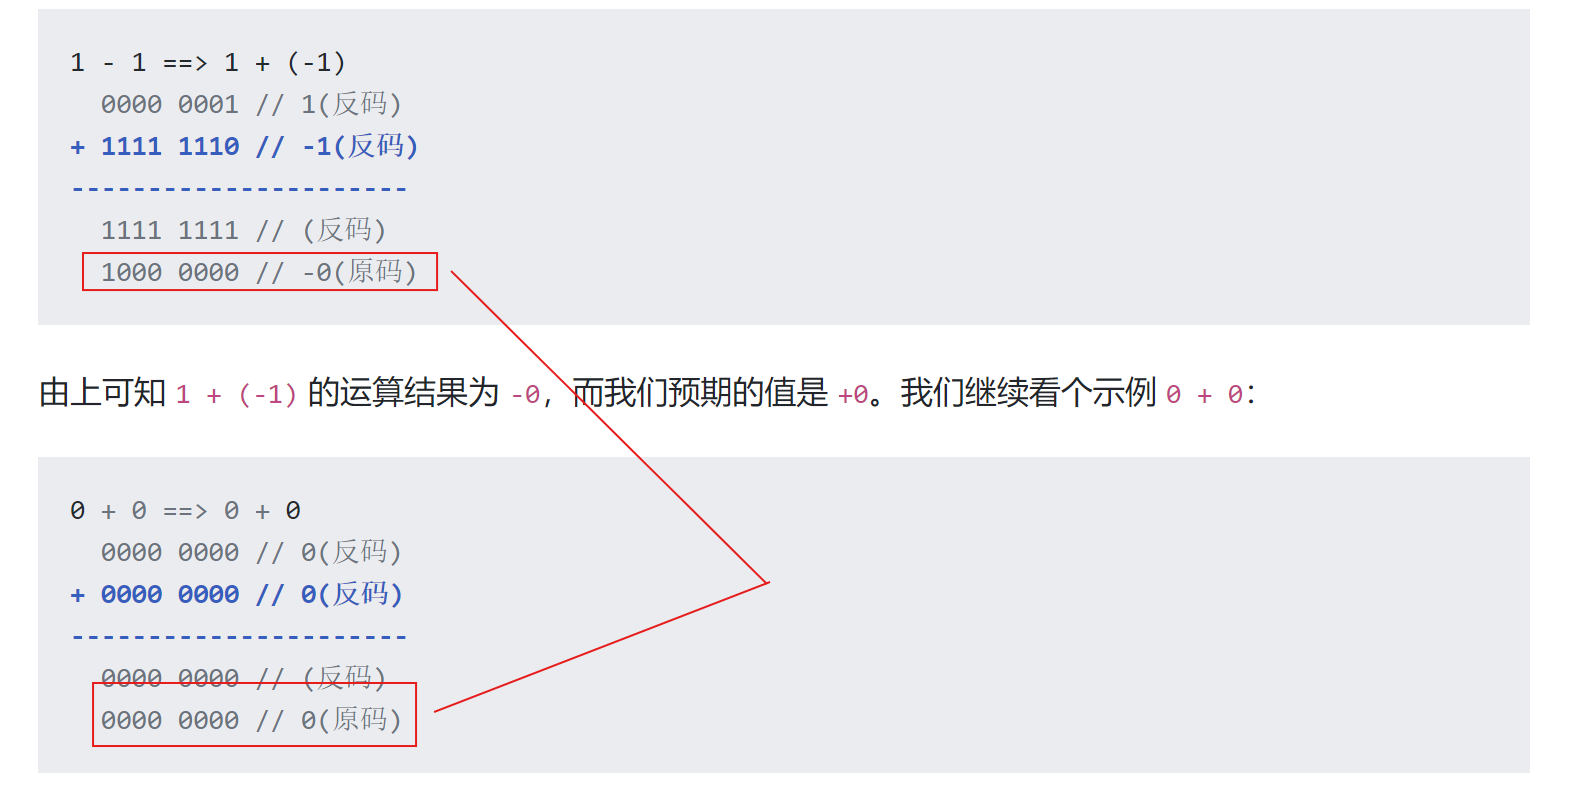 1 - 1 ==> 1 + (-1)
0000 0001 // 1(反码)
+ 1111 1110 // -1(反码)
----------------------
1111 1111 // (反码)
1000 0000 // -0(原码)
由上可知 1 + (-1) 的运算结果为 -0，而我们预期的值是 +0。我们继续看个示例 0 + 0：
0 + 0 ==> 0 + 0
0000 0000 // 0(反码)
+ 0000 0000 // 0(反码)
----------------------
0000 0000 // (反码)
0000 0000 // 0(原码)